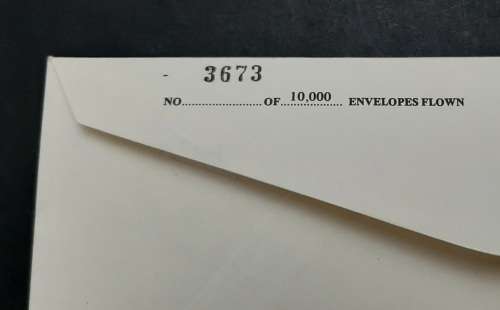 - 3673
NO.......................OF 10,000 ENVELOPES FLOWN